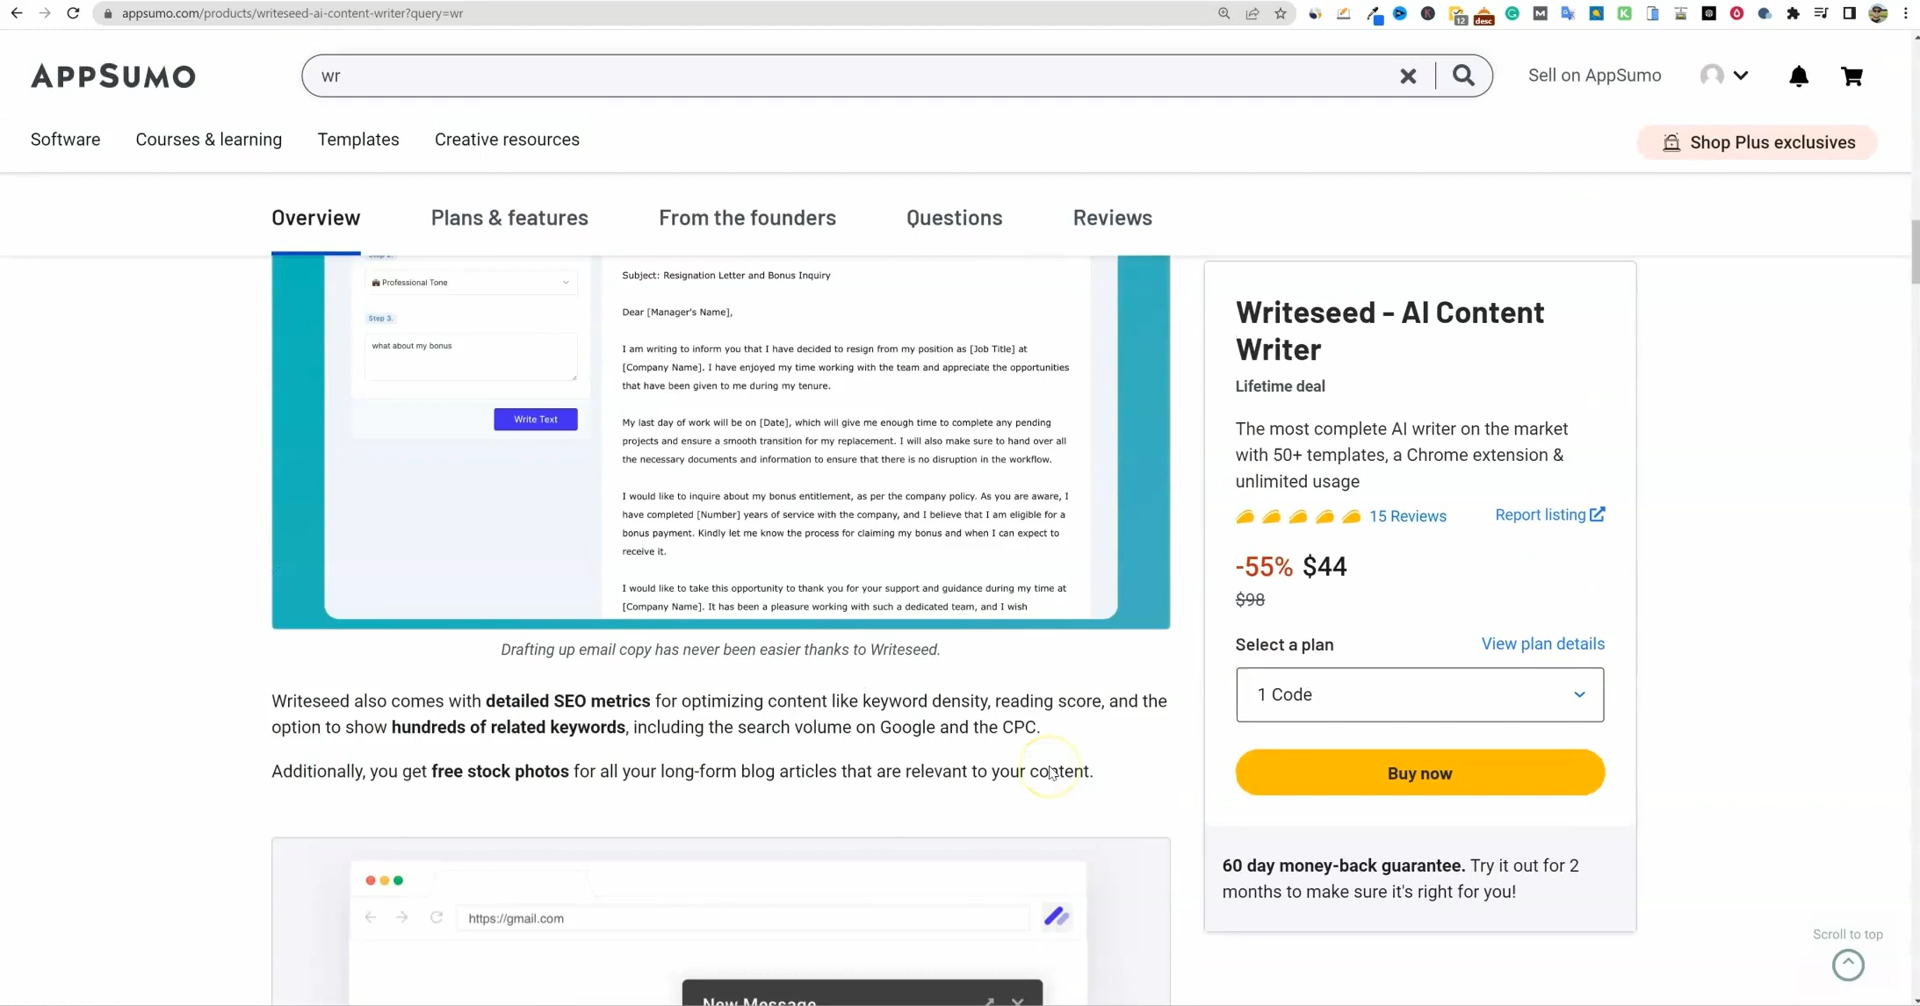 appsumo.com/products/writeseed-ai-content-writer?query=wr
12
desc
APPSUMO
wr
Sell on AppSumo
Software
Courses & learning
Templates
Creative resources
Shop Plus exclusives
Overview
Plans & features
From the founders
Questions
Reviews
Professional Tone
Step 3.
what about my bonus
Write Text
Subject: Resignation Letter and Bonus Inquiry
Dear [Manager's Name],
I am writing to inform you that I have decided to resign from my position as [Job Title] at
[Company Name]. I have enjoyed my time working with the team and appreciate the opportunities
that have been given to me during my tenure.
My last day of work will be on [Date], which will give me enough time to complete any pending
projects and ensure a smooth transition for my replacement. I will also make sure to hand over all
the necessary documents and information to ensure that there is no disruption in the workflow.
I would like to inquire about my bonus entitlement, as per the company policy. As you are aware, I
have completed [Number] years of service with the company, and I believe that I am eligible for a
bonus payment. Kindly let me know the process for claiming my bonus and when I can expect to
receive it.
I would like to take this opportunity to thank you for your support and guidance during my time at
[Company Name]. It has been a pleasure working with such a dedicated team, and I wish
Drafting up email copy has never been easier thanks to Writeseed.
Writeseed also comes with detailed SEO metrics for optimizing content like keyword density, reading score, and the
option to show hundreds of related keywords, including the search volume on Google and the CPC.
Additionally, you get free stock photos for all your long-form blog articles that are relevant to your content.
https://gmail.com
New Message
Writeseed - AI Content
Writer
Lifetime deal
The most complete AI writer on the market
with 50+ templates, a Chrome extension &
unlimited usage
15 Reviews
Report listing
-55% $44
$98
Select a plan
View plan details
1 Code
Buy now
60 day money-back guarantee. Try it out for 2
months to make sure it's right for you!
Scroll to top